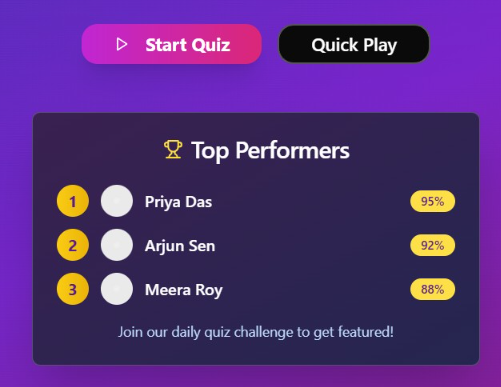 Start Quiz
Quick Play
Top Performers
1 Priya Das 95%
2 Arjun Sen 92%
3 Meera Roy 88%
Join our daily quiz challenge to get featured!